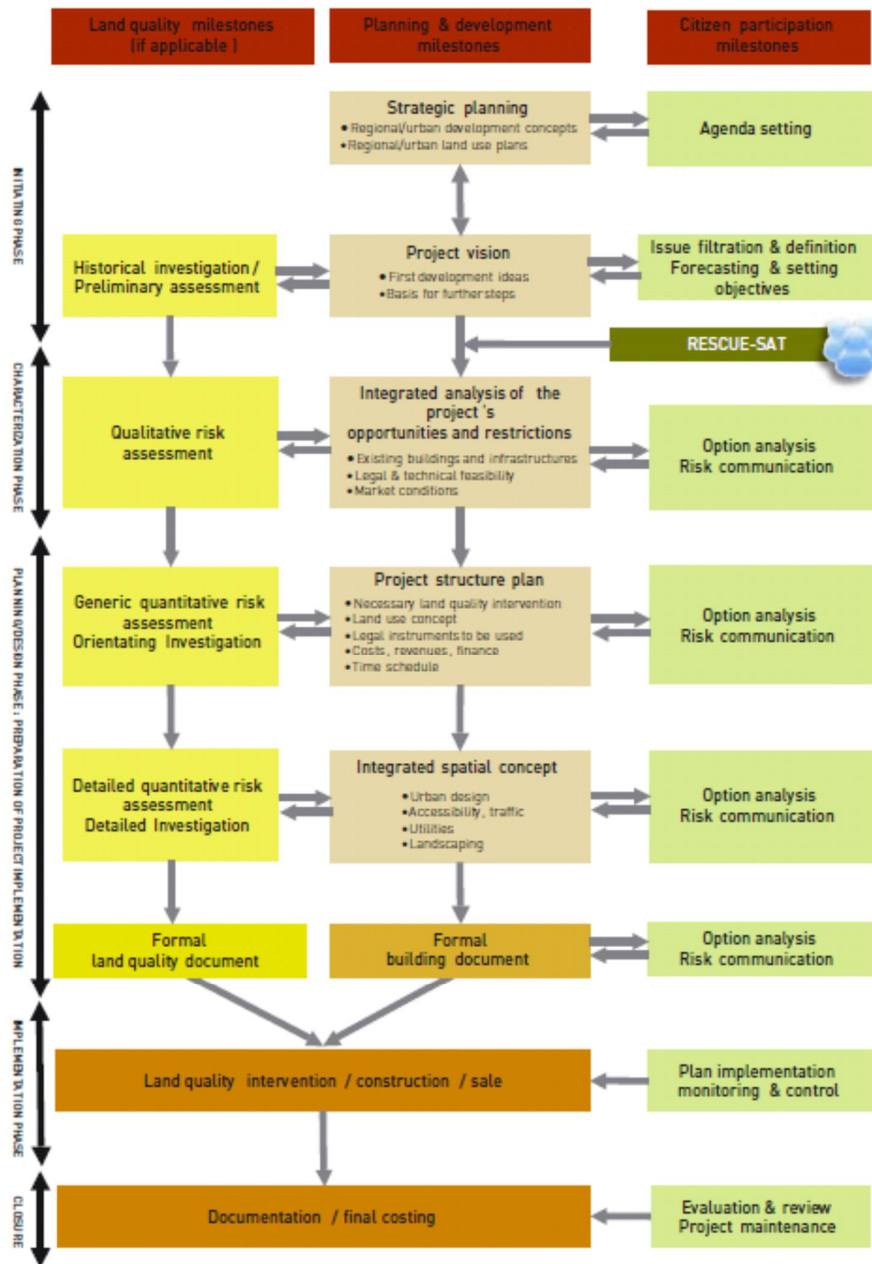 Land quality milestones
(if applicable )
Planning & development
milestones
Citizen participation
milestones
INITIATING PHASE
Strategic planning
• Regional/urban development concepts
• Regional/urban land use plans
Agenda setting
Historical investigation /
Preliminary assessment
Project vision
• First development ideas
• Basis for further steps
Issue filtration & definition
Forecasting & setting
objectives
RESCUE-SAT
CHARACTERIZATION PHASE
Qualitative risk
assessment
Integrated analysis of the
project's
opportunities and restrictions
• Existing buildings and infrastructures
• Legal & technical feasibility
• Market conditions
Option analysis
Risk communication
PLANNING/DESIGN PHASE : PREPARATION OF PROJECT IMPLEMENTATION
Generic quantitative risk
assessment
Orientating Investigation
Project structure plan
• Necessary land quality intervention
• Land use concept
• Legal instruments to be used
• Costs, revenues, finance
• Time schedule
Option analysis
Risk communication
Detailed quantitative risk
assessment
Detailed Investigation
Integrated spatial concept
• Urban design
• Accessibility, traffic
• Utilities
• Landscaping
Option analysis
Risk communication
Formal
land quality document
Formal
building document
Option analysis
Risk communication
IMPLEMENTATION PHASE
Land quality intervention / construction / sale
Plan implementation
monitoring & control
CLOSURE
Documentation / final costing
Evaluation & review
Project maintenance